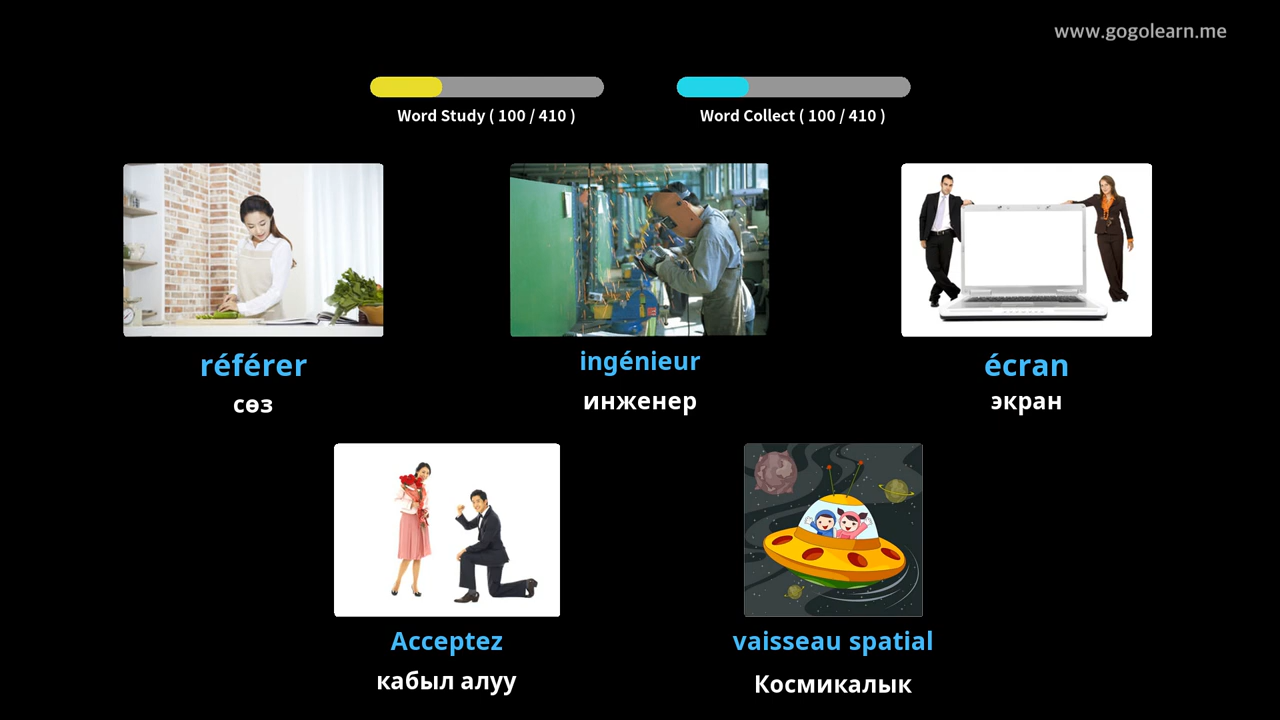 www.gogolearn.me
Word Study ( 100 / 410 )
Word Collect ( 100 / 410 )
référer
сөз
ingénieur
инженер
écran
экран
Acceptez
кабыл алуу
vaisseau spatial
Космикалык